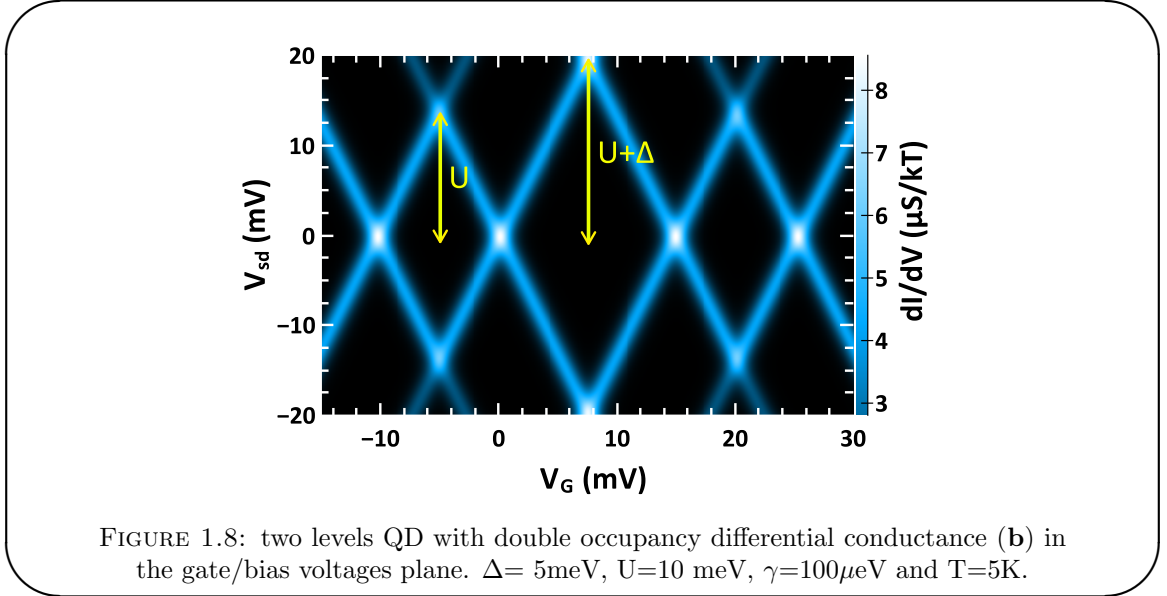 20
10
0
−10
−20
V_sd (mV)
U
U+Δ
−10 0 10 20 30
V_G (mV)
8
7
6
5
4
3
dI/dV (µS/kT)
FIGURE 1.8: two levels QD with double occupancy differential conductance (b) in
the gate/bias voltages plane. Δ= 5meV, U=10 meV, γ=100µeV and T=5K.